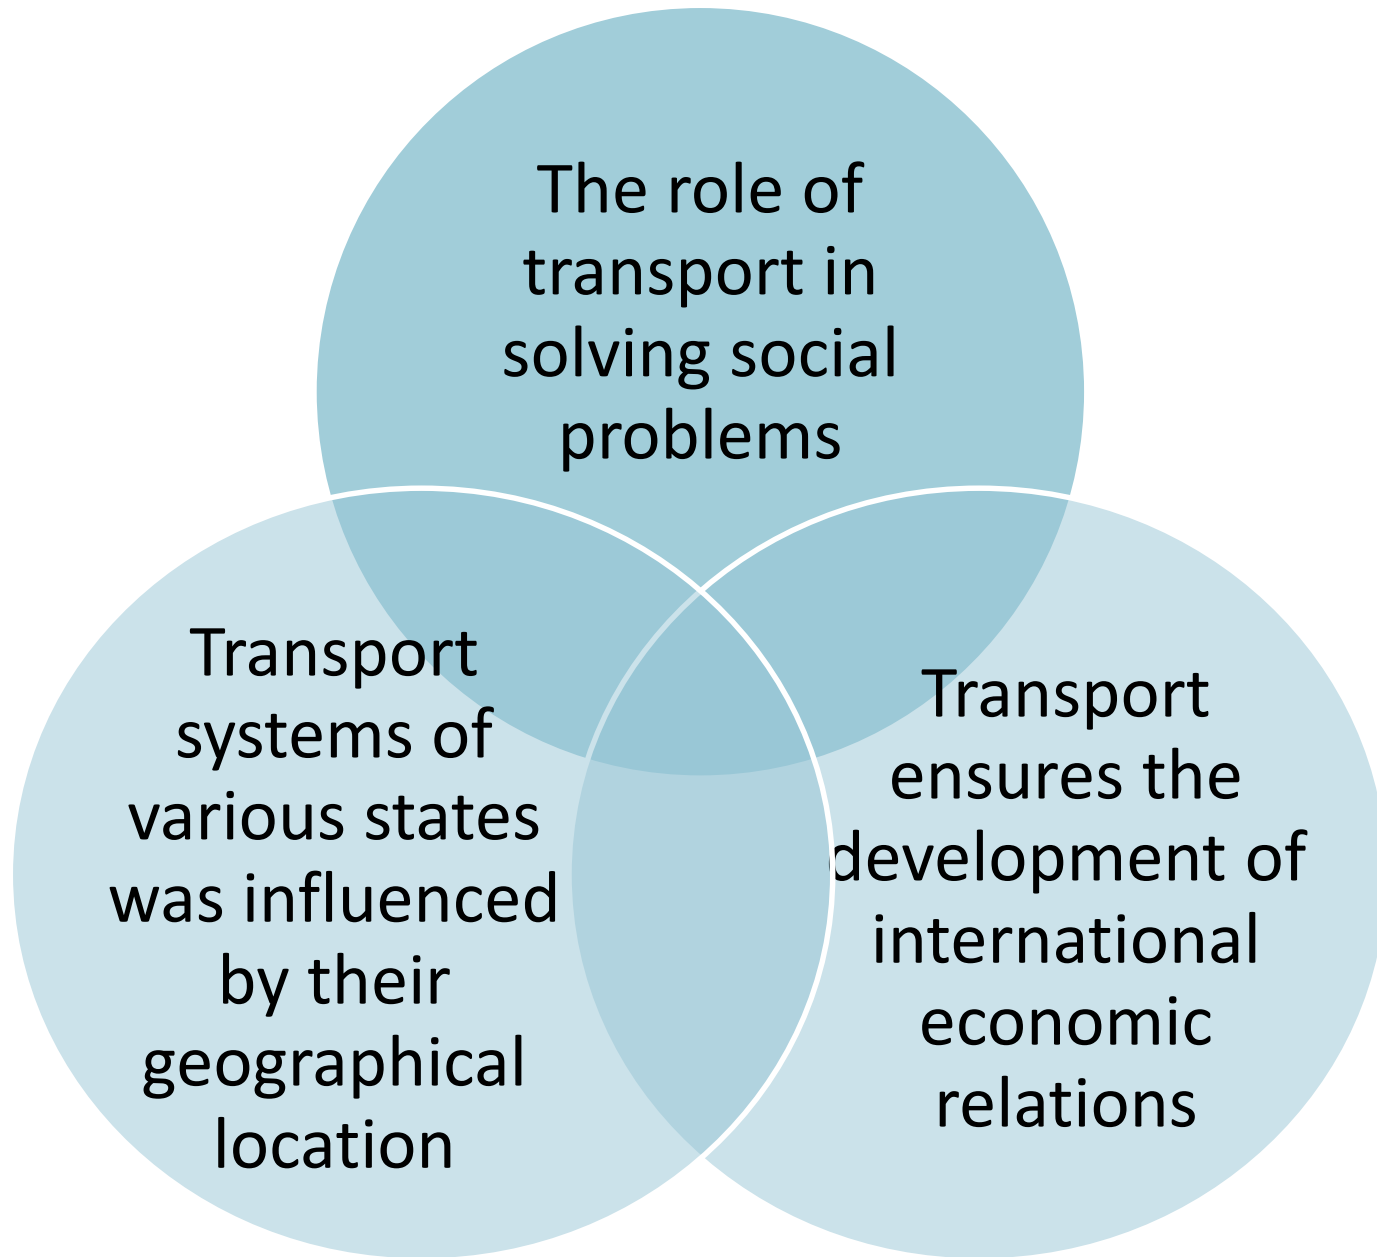 The role of
transport in
solving social
problems
Transport
systems of
various states
was influenced
by their
geographical
location
Transport
ensures the
development of
international
economic
relations